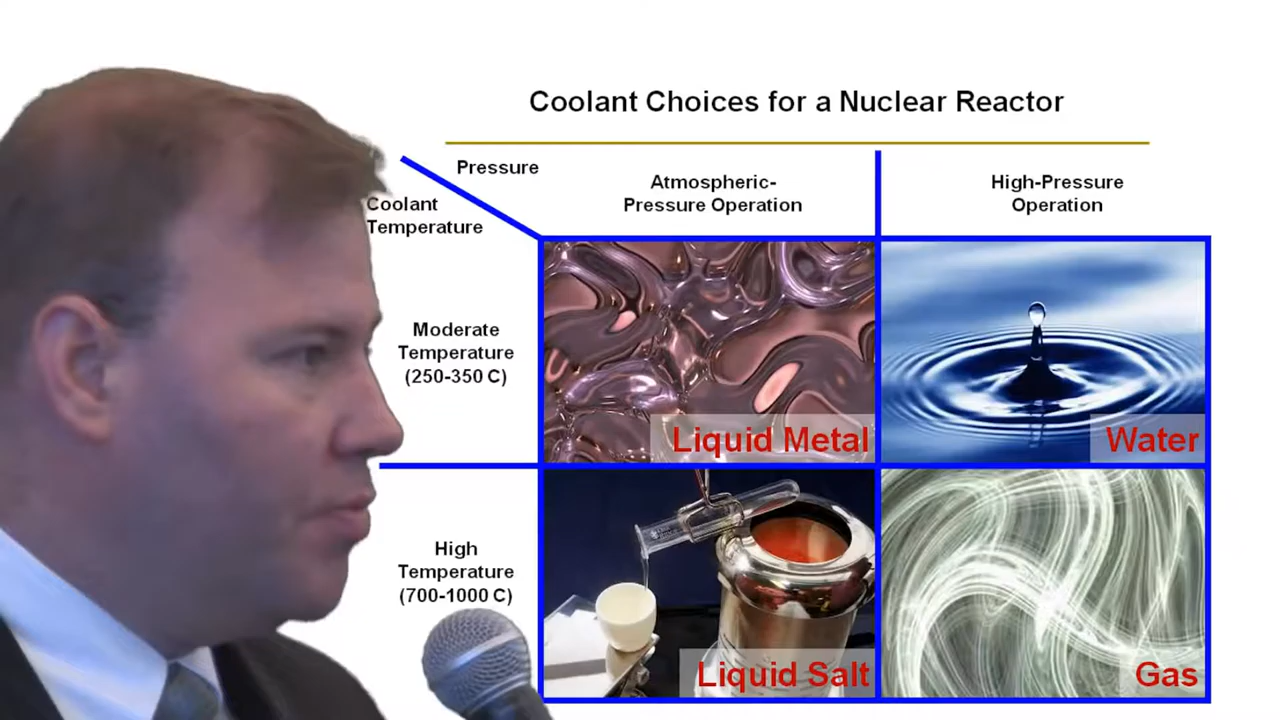 Coolant Choices for a Nuclear Reactor
Pressure
Coolant
Temperature
Atmospheric-
Pressure Operation
High-Pressure
Operation
Moderate
Temperature
(250-350 C)
Liquid Metal
Water
High
Temperature
(700-1000 C)
Liquid Salt
Gas